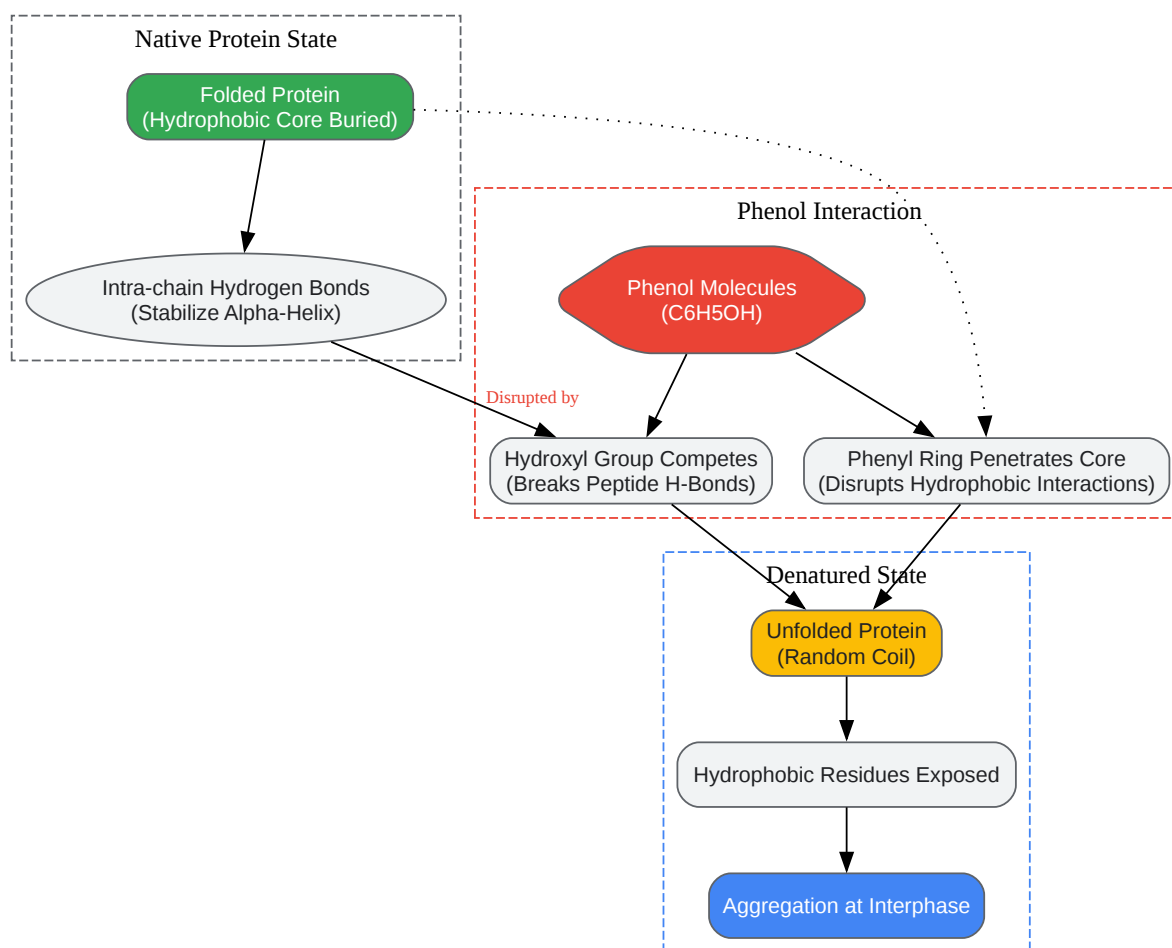 Native Protein State
Folded Protein
(Hydrophobic Core Buried)
Intra-chain Hydrogen Bonds
(Stabilize Alpha-Helix)
Phenol Interaction
Phenol Molecules
(C6H5OH)
Disrupted by
Hydroxyl Group Competes
(Breaks Peptide H-Bonds)
Phenyl Ring Penetrates Core
(Disrupts Hydrophobic Interactions)
Denatured State
Unfolded Protein
(Random Coil)
Hydrophobic Residues Exposed
Aggregation at Interphase